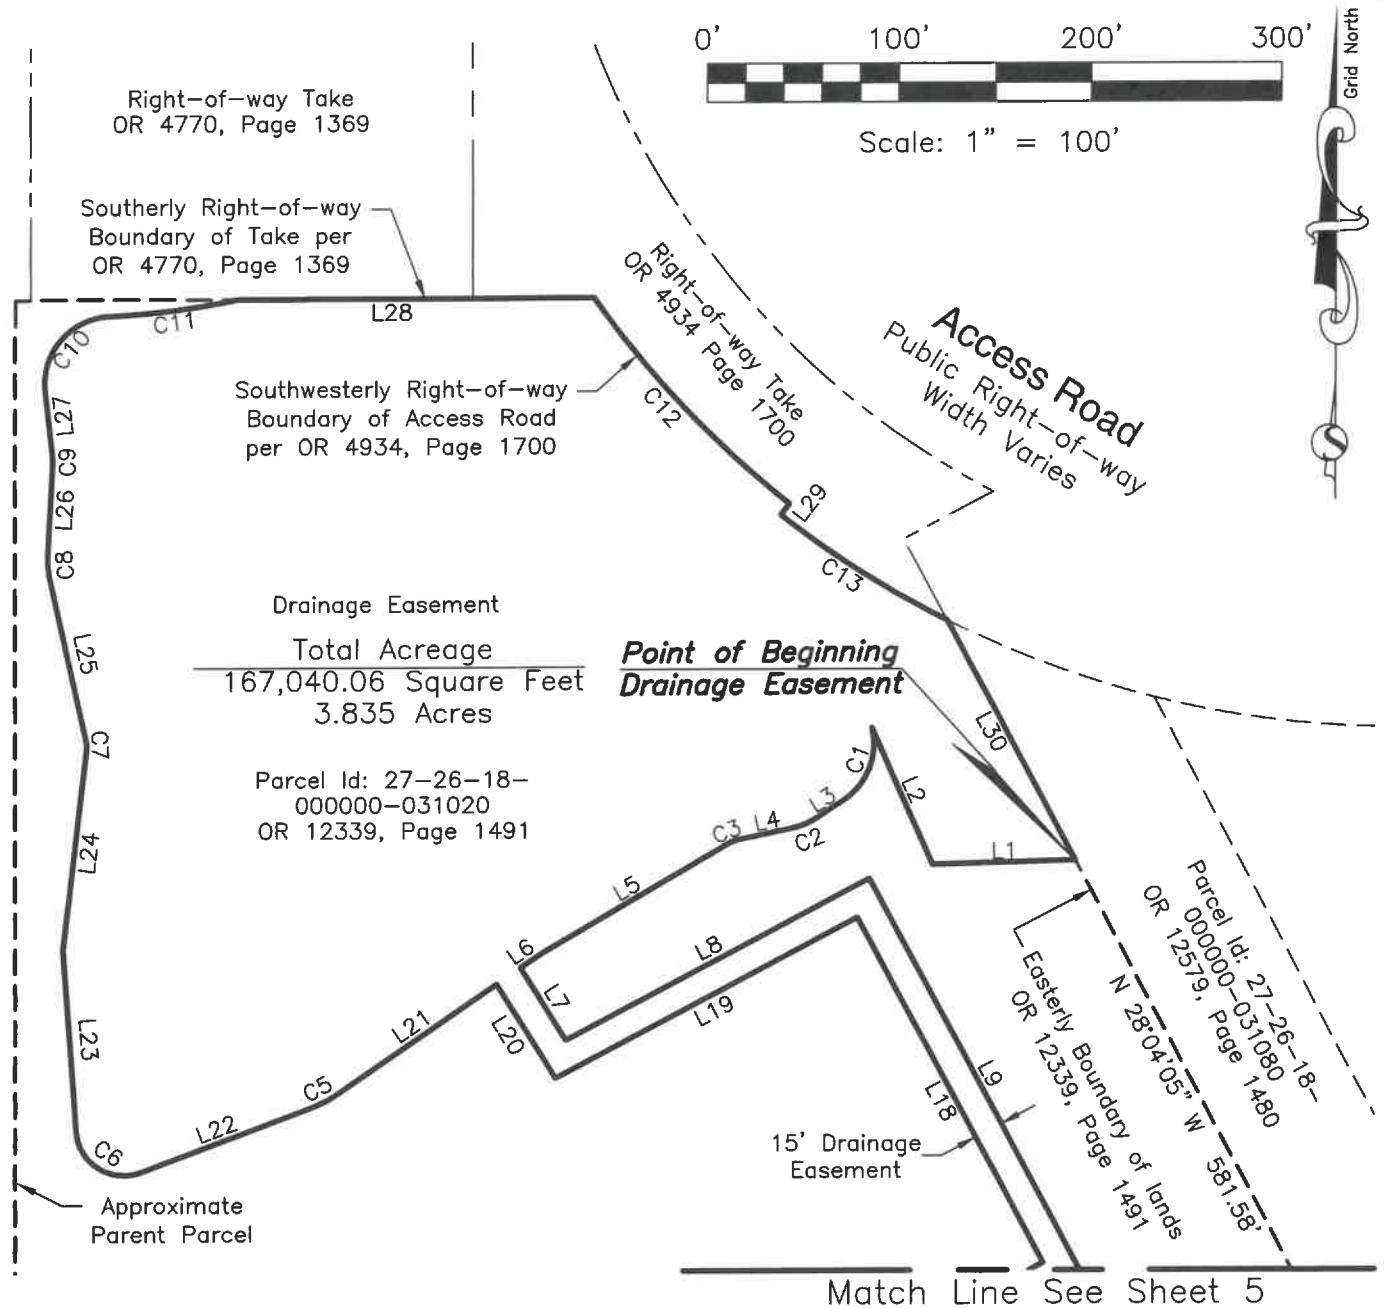 0' 100' 200' 300'
Grid North
Scale: 1" = 100'
Right-of-way Take
OR 4770, Page 1369
Southerly Right-of-way
Boundary of Take per
OR 4770, Page 1369
Right-of-way Take
OR 4934 Page 1700
Access Road
Public Right-of-way
Width Varies
C11
L28
C10
Southwesterly Right-of-way
Boundary of Access Road
per OR 4934, Page 1700
C12
L27
C9
L26
C8
L29
C13
Drainage Easement
Total Acreage
167,040.06 Square Feet
3.835 Acres
Point of Beginning
Drainage Easement
L25
C7
L30
Parcel Id: 27-26-18-
000000-031020
OR 12339, Page 1491
C1
L2
L3
L4
C3
C2
L1
L24
L5
L6
L7
L8
L19
L20
L21
L9
L18
L23
C5
L22
C6
Parcel Id: 27-26-18-
000000-031080
OR 12579, Page 1480
N 28°04'05" W 581.58'
Easterly Boundary of lands
OR 12339, Page 1491
15' Drainage
Easement
Approximate
Parent Parcel
Match Line See Sheet 5